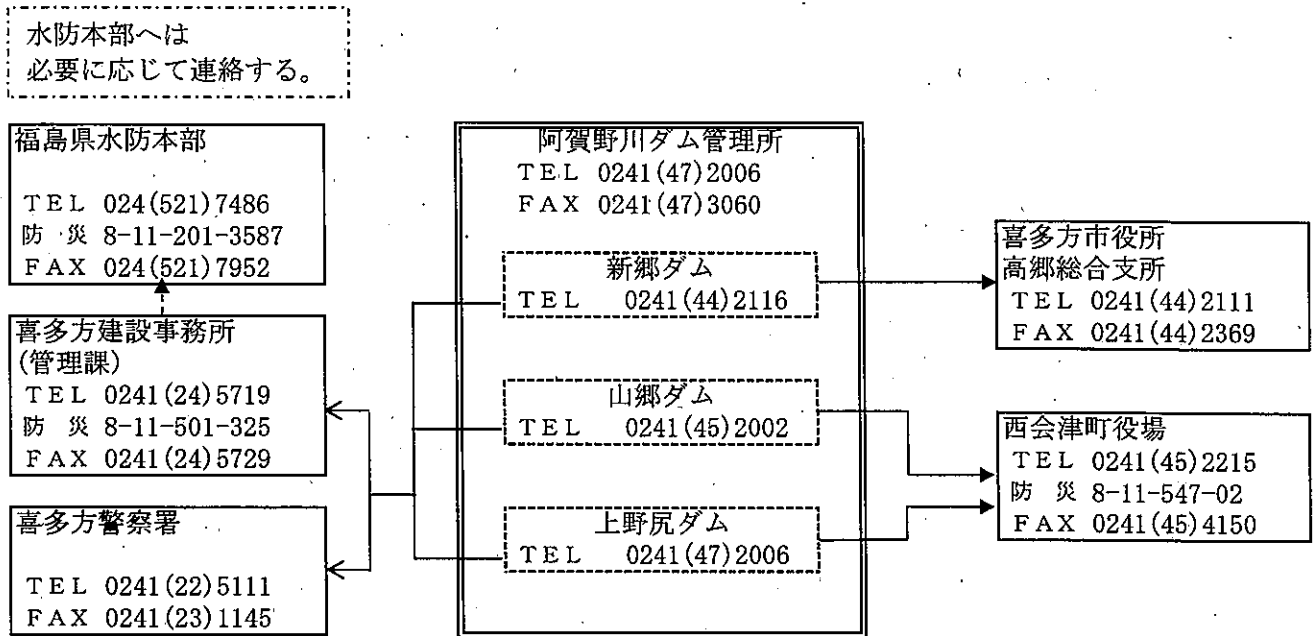 水防本部へは
必要に応じて連絡する。
福島県水防本部
TEL 024(521)7486
防災 8-11-201-3587
FAX 024(521)7952
喜多方建設事務所
(管理課)
TEL 0241(24)5719
防災 8-11-501-325
FAX 0241(24)5729
喜多方警察署
TEL 0241(22)5111
FAX 0241(23)1145
阿賀野川ダム管理所
TEL 0241(47)2006
FAX 0241(47)3060
新郷ダム
TEL 0241(44)2116
山郷ダム
TEL 0241(45)2002
上野尻ダム
TEL 0241(47)2006
喜多方市役所
高郷総合支所
TEL 0241(44)2111
FAX 0241(44)2369
西会津町役場
TEL 0241(45)2215
防災 8-11-547-02
FAX 0241(45)4150